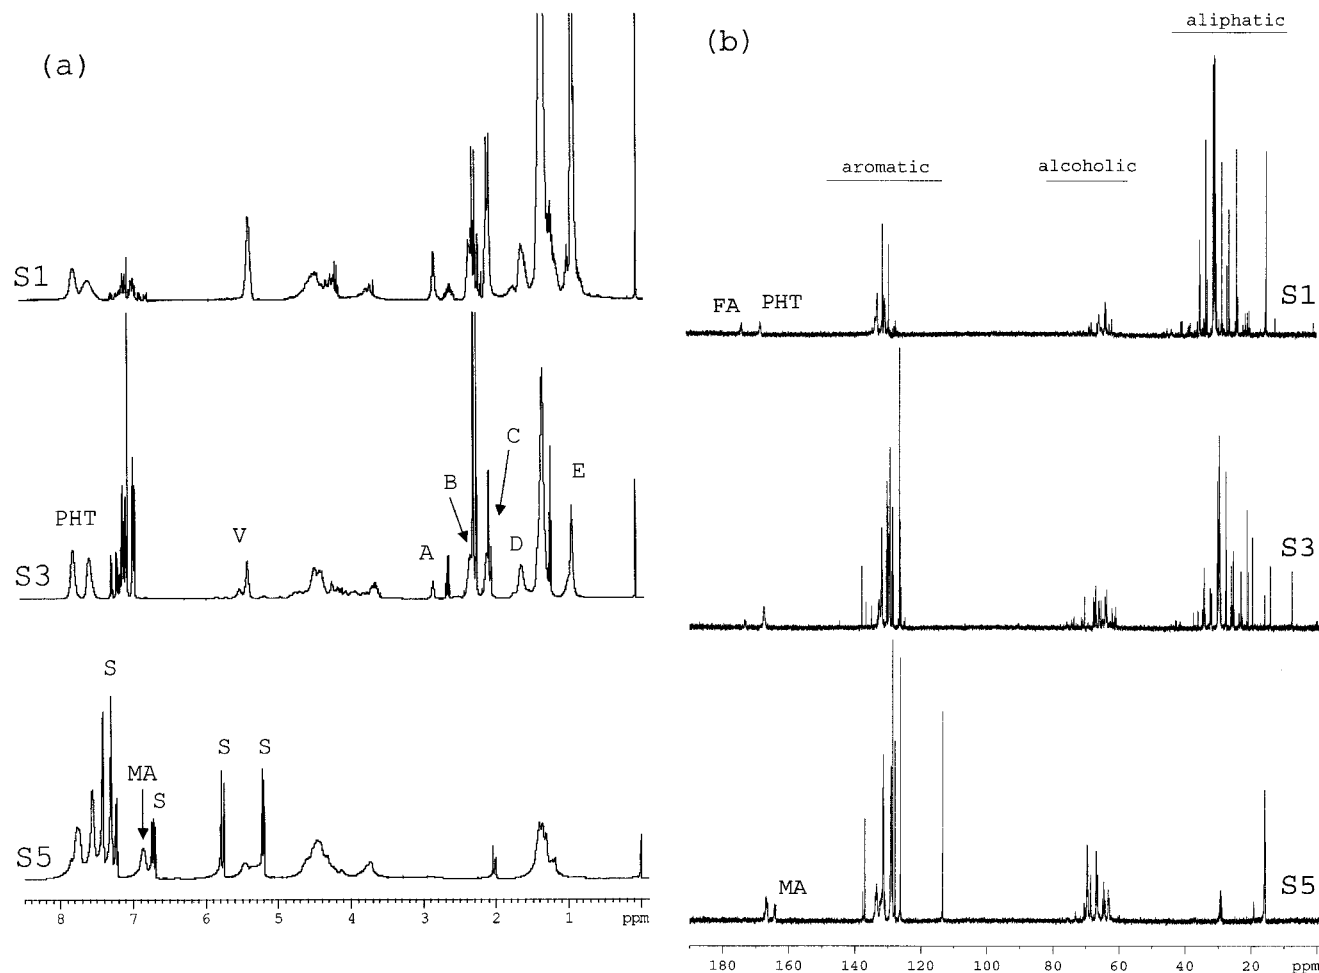 (a)
S1
PHT
V
A
B
C
D
E
S3
S
MA
S
S
S
S5
8 7 6 5 4 3 2 1 ppm
(b)
aliphatic
aromatic
alcoholic
FA
PHT
S1
S3
MA
S5
180 160 140 120 100 80 60 40 20 ppm